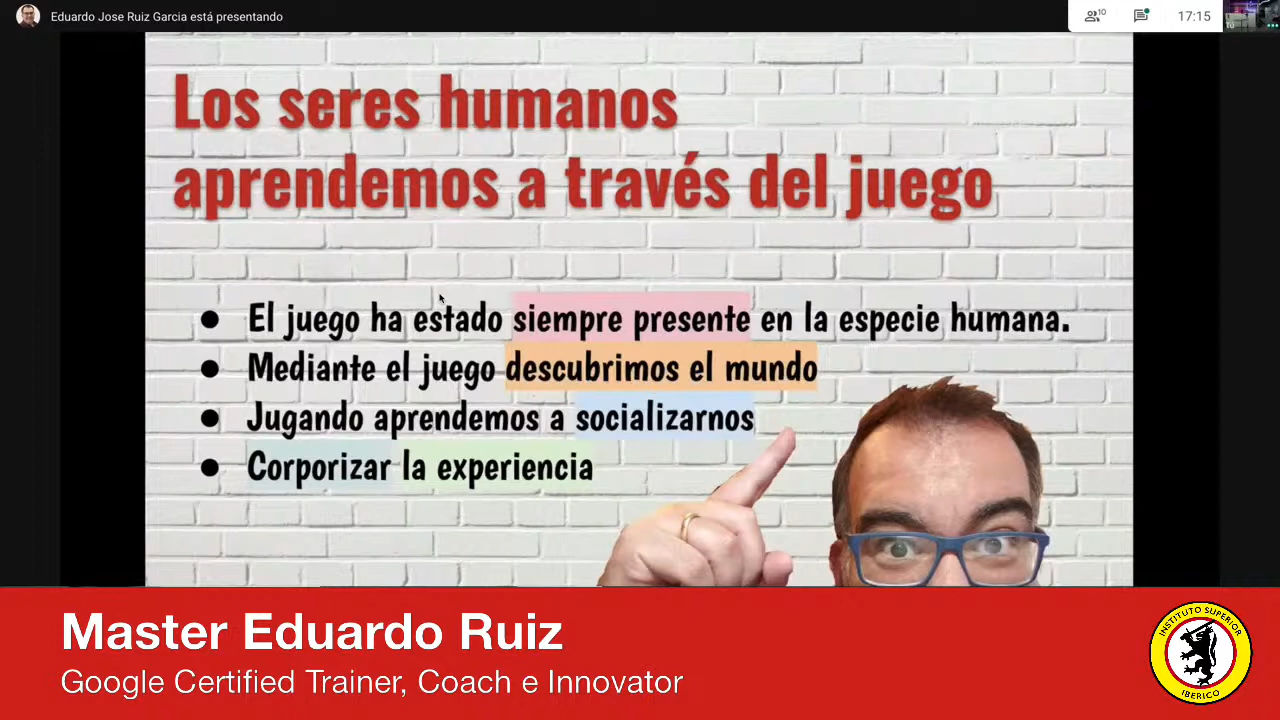 Eduardo Jose Ruiz Garcia está presentando
10
17:15
Tú
Los seres humanos
aprendemos a través del juego
● El juego ha estado siempre presente en la especie humana.
● Mediante el juego descubrimos el mundo
● Jugando aprendemos a socializarnos
● Corporizar la experiencia
Master Eduardo Ruiz
Google Certified Trainer, Coach e Innovator
INSTITUTO SUPERIOR
IBERICO